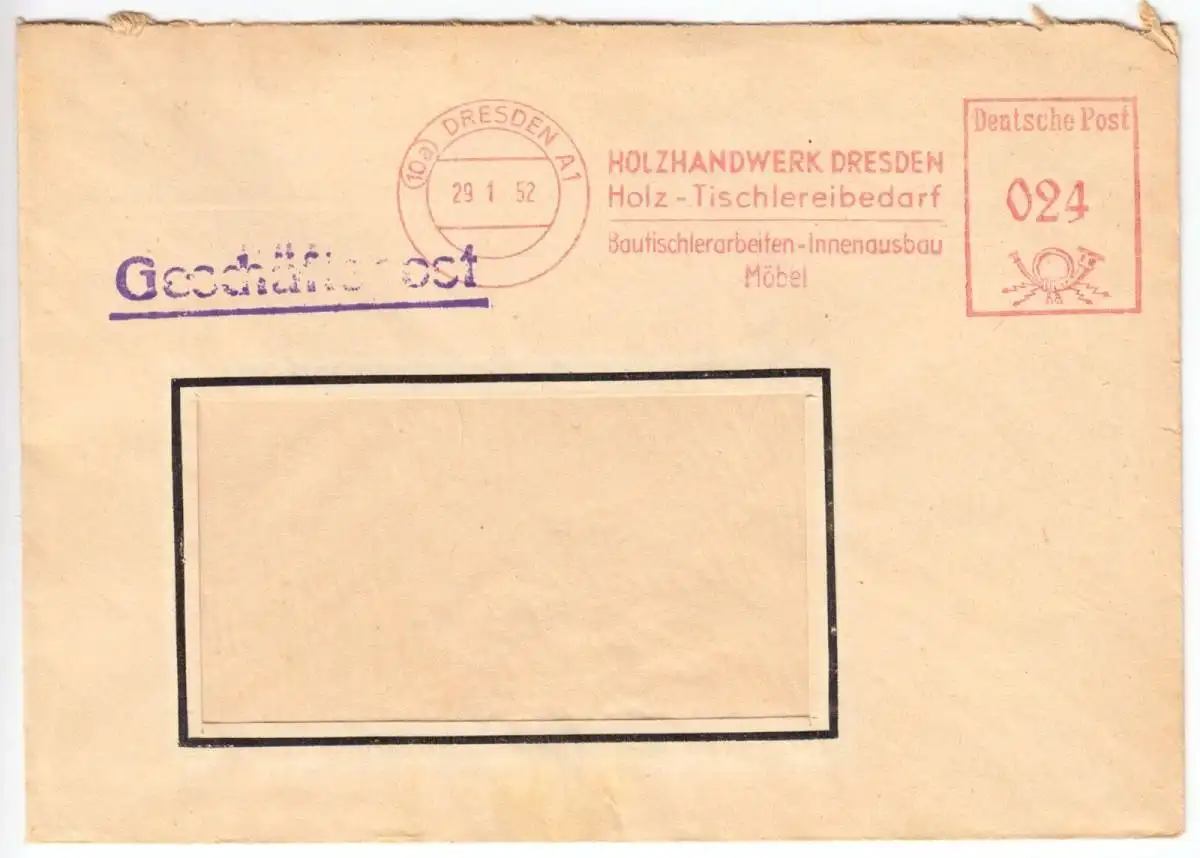 (10a) DRESDEN A1
29 1 52
HOLZHANDWERK DRESDEN
Holz-Tischlereibedarf
Bautischlerarbeiten-Innenausbau
Möbel
Deutsche Post
024
Geschäftspost